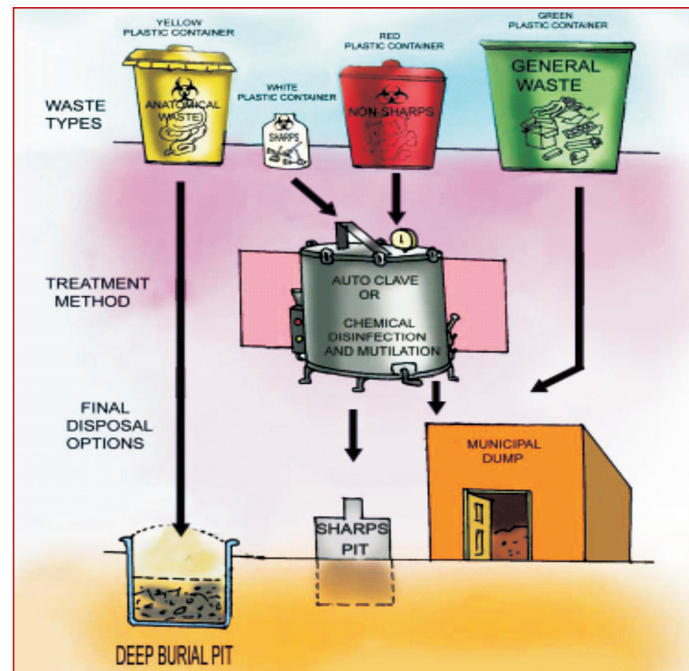 YELLOW
PLASTIC CONTAINER
WHITE
PLASTIC CONTAINER
RED
PLASTIC CONTAINER
GREEN
PLASTIC CONTAINER
WASTE
TYPES
ANATOMICAL
WASTE
SHARPS
NON-SHARPS
GENERAL
WASTE
TREATMENT
METHOD
AUTO CLAVE
OR
CHEMICAL
DISINFECTION
AND MUTILATION
FINAL
DISPOSAL
OPTIONS
MUNICIPAL
DUMP
SHARPS
PIT
DEEP BURIAL PIT